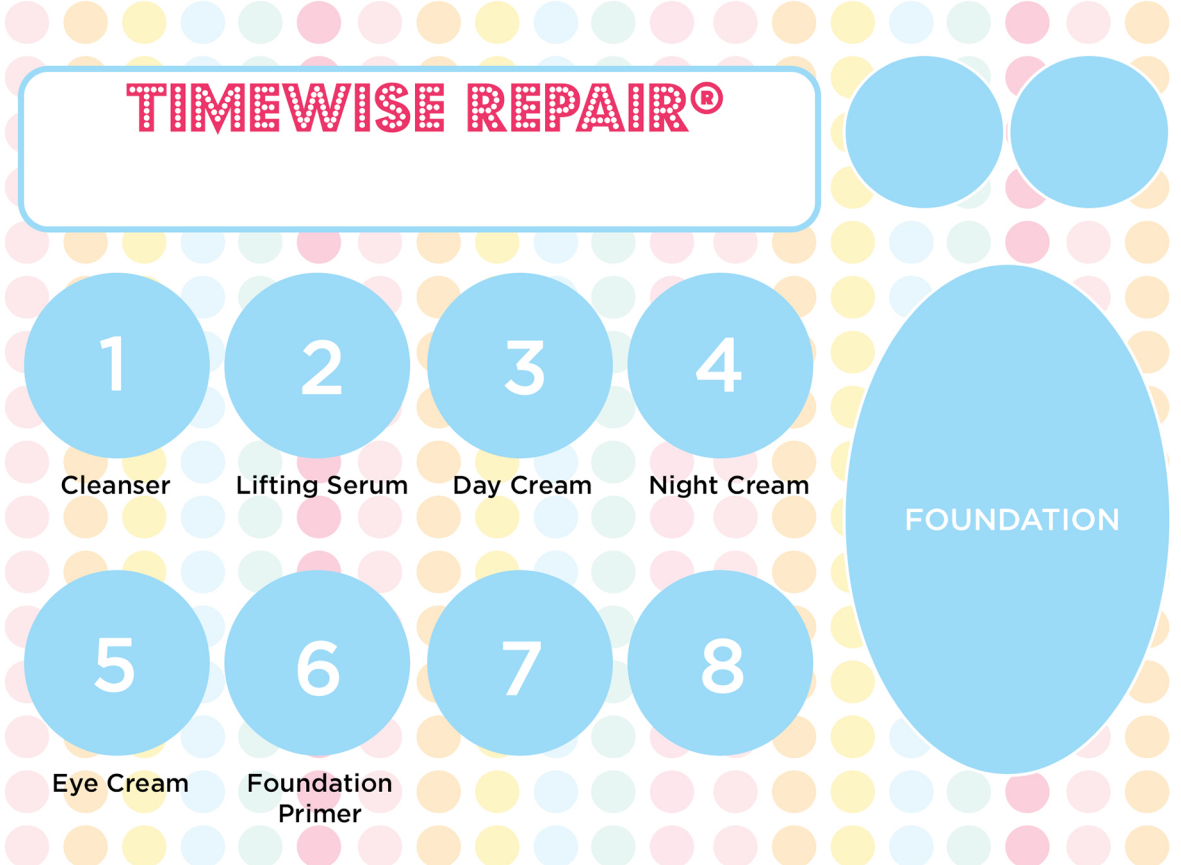 TIMEWISE REPAIR®
1
2
3
4
Cleanser
Lifting Serum
Day Cream
Night Cream
FOUNDATION
5
6
7
8
Eye Cream
Foundation
Primer